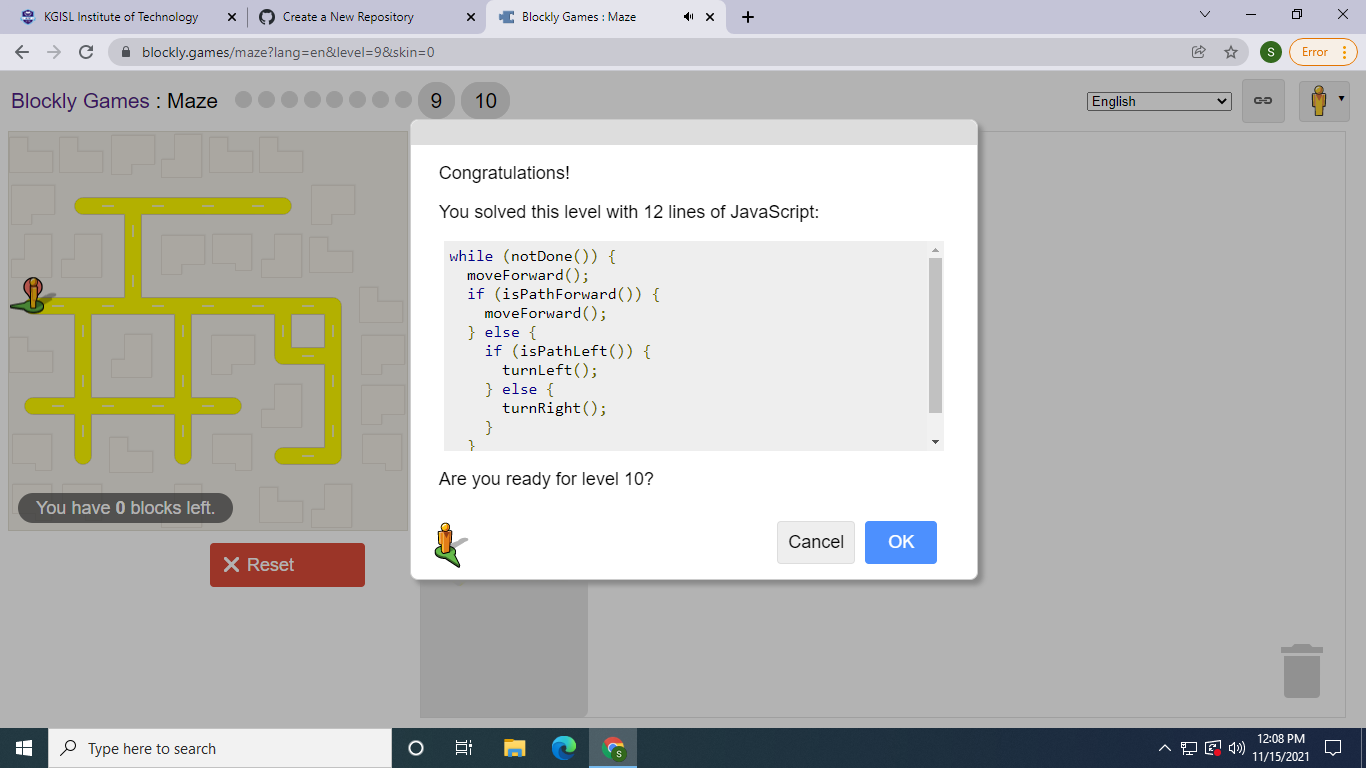 KGISL Institute of Technology
Create a New Repository
Blockly Games : Maze
blockly.games/maze?lang=en&level=9&skin=0
S
Error
Blockly Games : Maze
9
10
English
Congratulations!
You solved this level with 12 lines of JavaScript:
while (notDone()) {
moveForward();
if (isPathForward()) {
moveForward();
} else {
if (isPathLeft()) {
turnLeft();
} else {
turnRight();
}
}
Are you ready for level 10?
Cancel
OK
You have 0 blocks left.
Reset
Type here to search
S
12:08 PM
11/15/2021